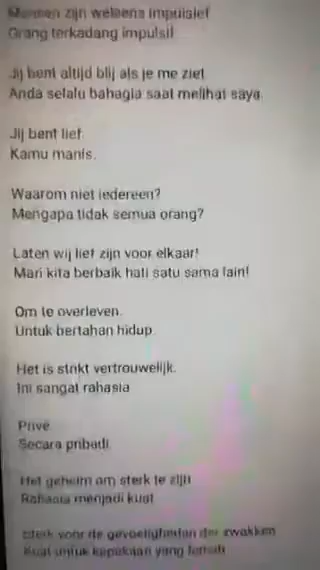 Mensen zijn weleens impulsief
Orang terkadang impulsif
Jij bent altijd blij als je me ziet
Anda selalu bahagia saat melihat saya.
Jij bent lief.
Kamu manis.
Waarom niet iedereen?
Mengapa tidak semua orang?
Laten wij lief zijn voor elkaar!
Mari kita berbaik hati satu sama lain!
Om te overleven.
Untuk bertahan hidup.
Het is strikt vertrouwelijk.
Ini sangat rahasia
Privé.
Secara pribadi
Het geheim om sterk te zijn
Rahasia menjadi kuat
Sterk voor de gevoeligheden der zwakken
Kuat untuk kepekaan yang lemah